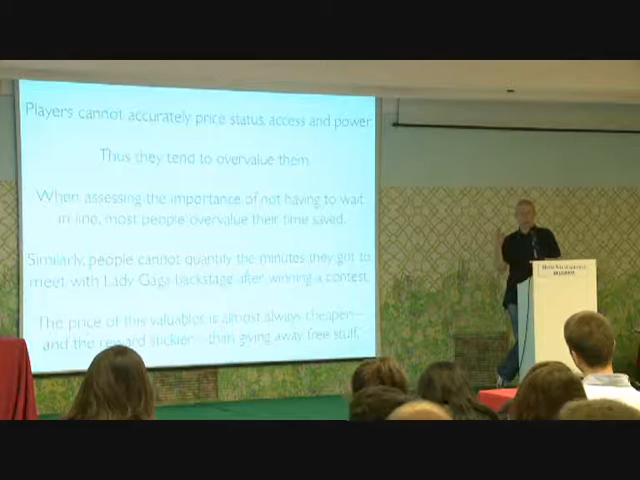 Players cannot accurately price status, access and power.
Thus they tend to overvalue them.
When assessing the importance of not having to wait
in line, most people overvalue their time saved.
Similarly, people cannot quantify the minutes they got to
meet with Lady Gaga backstage after winning a contest.
The price of this valuables is almost always cheapen—
and the reward stickier—than giving away free stuff.